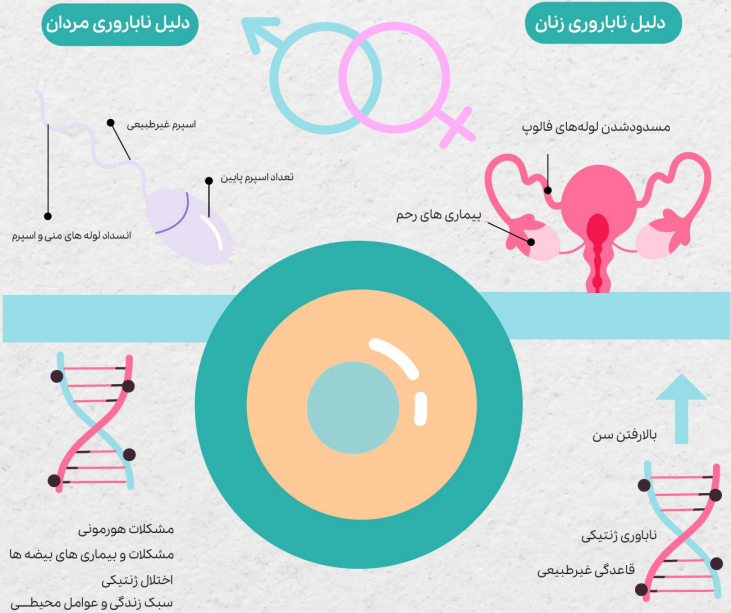 دلیل ناباروری زنان
دلیل ناباروری مردان
مسدودشدن لوله‌های فالوپ
بیماری های رحم
اسپرم غیرطبیعی
تعداد اسپرم پایین
انسداد لوله های منی و اسپرم
بالارفتن سن
ناباوری ژنتیکی
قاعدگی غیرطبیعی
مشکلات هورمونی
مشکلات و بیماری های بیضه ها
اختلال ژنتیکی
سبک زندگی و عوامل محیطــی